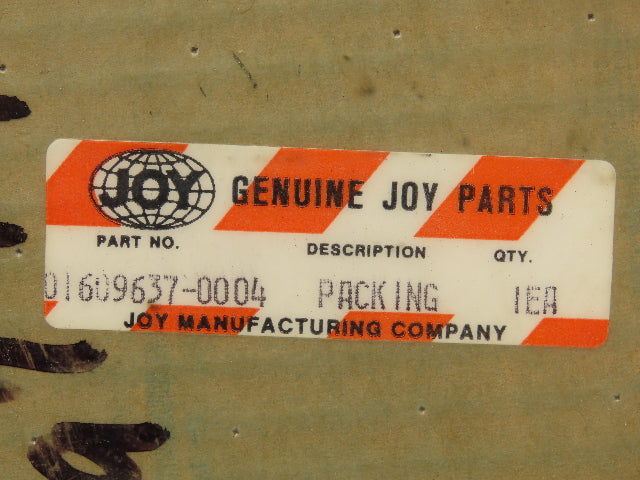 JOY GENUINE JOY PARTS
PART NO. DESCRIPTION QTY.
01609637-0004 PACKING 1EA
JOY MANUFACTURING COMPANY